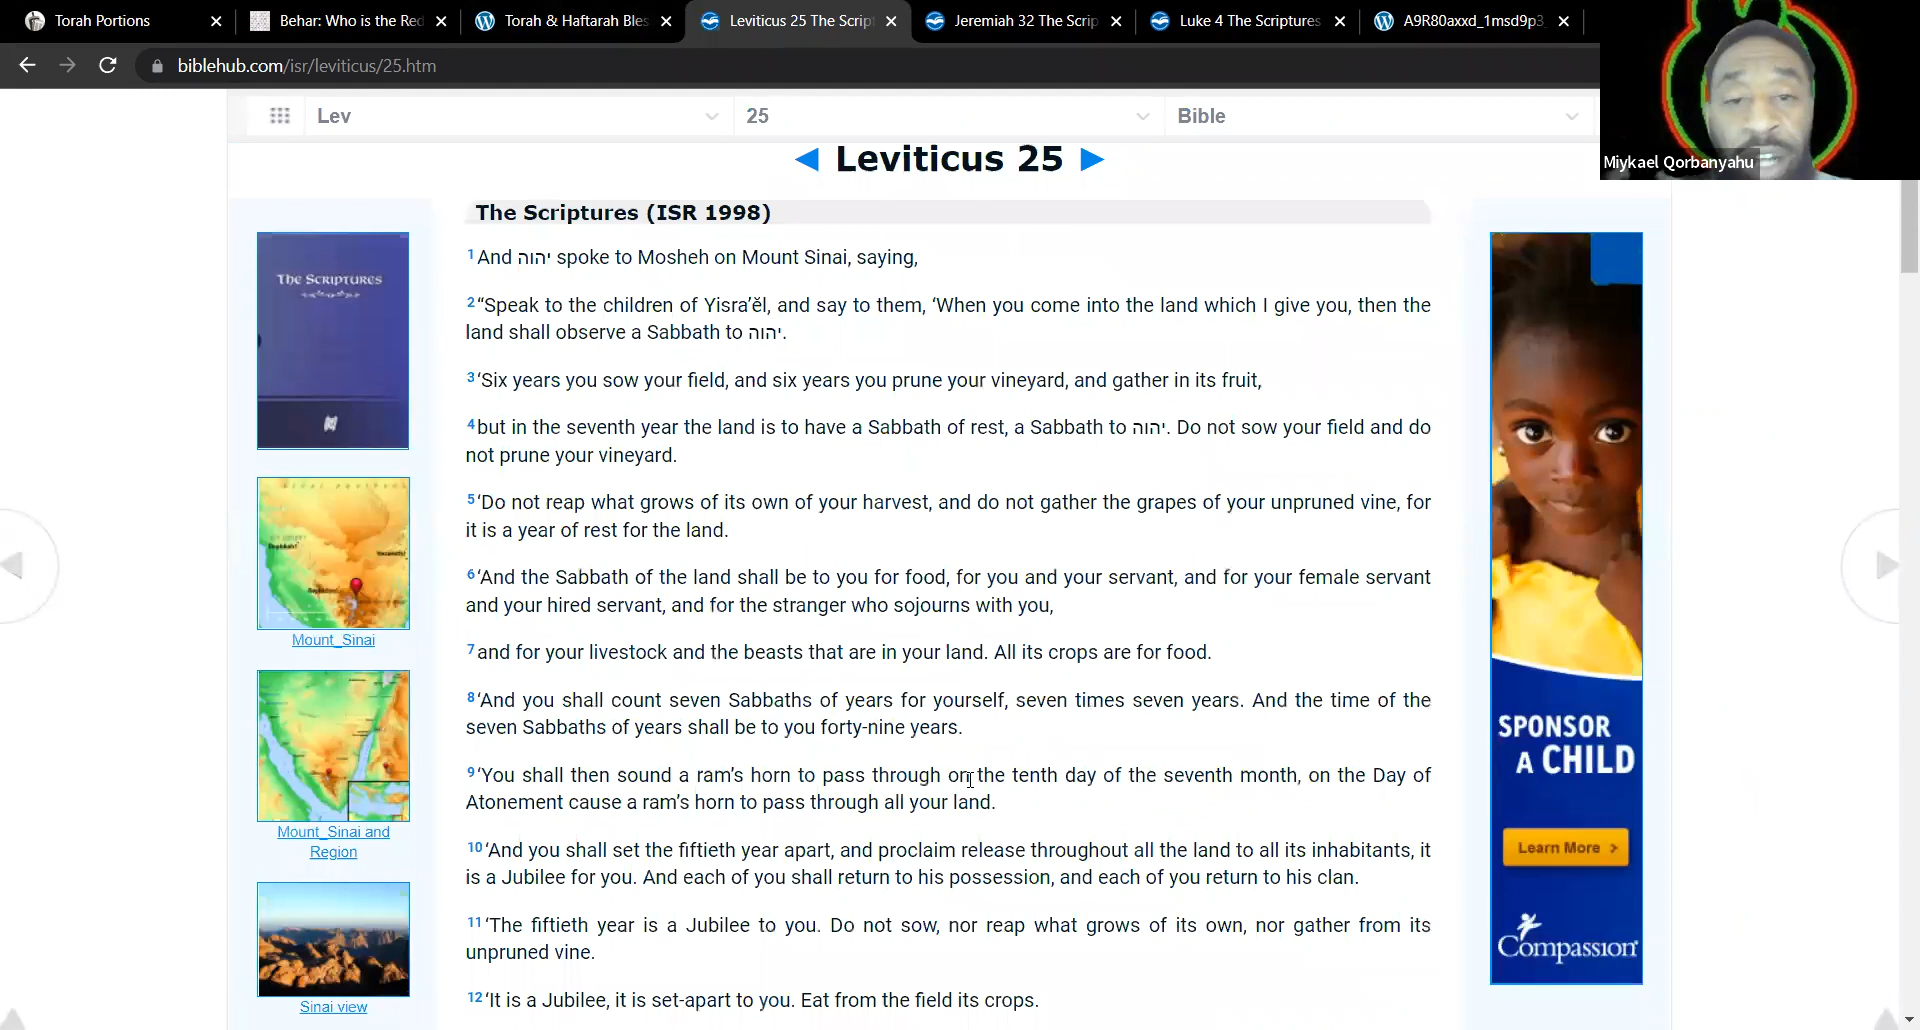 Torah Portions
Behar: Who is the Red
Torah & Haftarah Bles
Leviticus 25 The Script
Jeremiah 32 The Scrip
Luke 4 The Scriptures
A9R80axxd_1msd9p3
biblehub.com/isr/leviticus/25.htm
Miykael Qorbanyahu
Lev
25
Bible
Leviticus 25
The Scriptures (ISR 1998)
1 And יהוה spoke to Mosheh on Mount Sinai, saying,
2 “Speak to the children of Yisra’ĕl, and say to them, ‘When you come into the land which I give you, then the
land shall observe a Sabbath to יהוה.
3 ‘Six years you sow your field, and six years you prune your vineyard, and gather in its fruit,
4 but in the seventh year the land is to have a Sabbath of rest, a Sabbath to יהוה. Do not sow your field and do
not prune your vineyard.
5 ‘Do not reap what grows of its own of your harvest, and do not gather the grapes of your unpruned vine, for
it is a year of rest for the land.
6 ‘And the Sabbath of the land shall be to you for food, for you and your servant, and for your female servant
and your hired servant, and for the stranger who sojourns with you,
7 and for your livestock and the beasts that are in your land. All its crops are for food.
8 ‘And you shall count seven Sabbaths of years for yourself, seven times seven years. And the time of the
seven Sabbaths of years shall be to you forty-nine years.
9 ‘You shall then sound a ram’s horn to pass through on the tenth day of the seventh month, on the Day of
Atonement cause a ram’s horn to pass through all your land.
10 ‘And you shall set the fiftieth year apart, and proclaim release throughout all the land to all its inhabitants, it
is a Jubilee for you. And each of you shall return to his possession, and each of you return to his clan.
11 ‘The fiftieth year is a Jubilee to you. Do not sow, nor reap what grows of its own, nor gather from its
unpruned vine.
12 ‘It is a Jubilee, it is set-apart to you. Eat from the field its crops.
The Scriptures
Mount_Sinai
Mount_Sinai and
Region
Sinai view
SPONSOR
A CHILD
Learn More >
Compassion